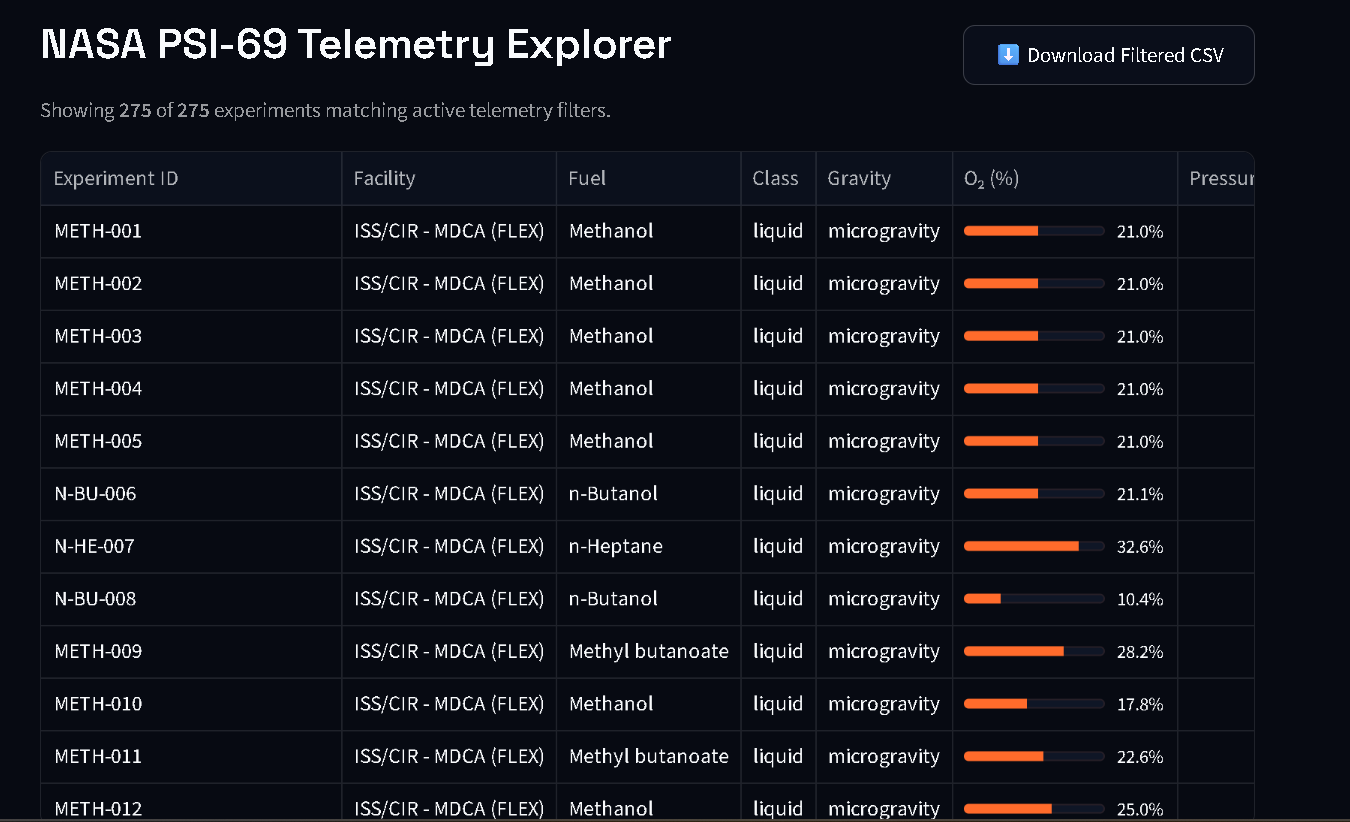 NASA PSI-69 Telemetry Explorer
⬇️ Download Filtered CSV
Showing 275 of 275 experiments matching active telemetry filters.
Experiment ID Facility Fuel Class Gravity O₂ (%) Pressur
METH-001 ISS/CIR - MDCA (FLEX) Methanol liquid microgravity 21.0%
METH-002 ISS/CIR - MDCA (FLEX) Methanol liquid microgravity 21.0%
METH-003 ISS/CIR - MDCA (FLEX) Methanol liquid microgravity 21.0%
METH-004 ISS/CIR - MDCA (FLEX) Methanol liquid microgravity 21.0%
METH-005 ISS/CIR - MDCA (FLEX) Methanol liquid microgravity 21.0%
N-BU-006 ISS/CIR - MDCA (FLEX) n-Butanol liquid microgravity 21.1%
N-HE-007 ISS/CIR - MDCA (FLEX) n-Heptane liquid microgravity 32.6%
N-BU-008 ISS/CIR - MDCA (FLEX) n-Butanol liquid microgravity 10.4%
METH-009 ISS/CIR - MDCA (FLEX) Methyl butanoate liquid microgravity 28.2%
METH-010 ISS/CIR - MDCA (FLEX) Methanol liquid microgravity 17.8%
METH-011 ISS/CIR - MDCA (FLEX) Methyl butanoate liquid microgravity 22.6%
METH-012 ISS/CIR - MDCA (FLEX) Methanol liquid microgravity 25.0%